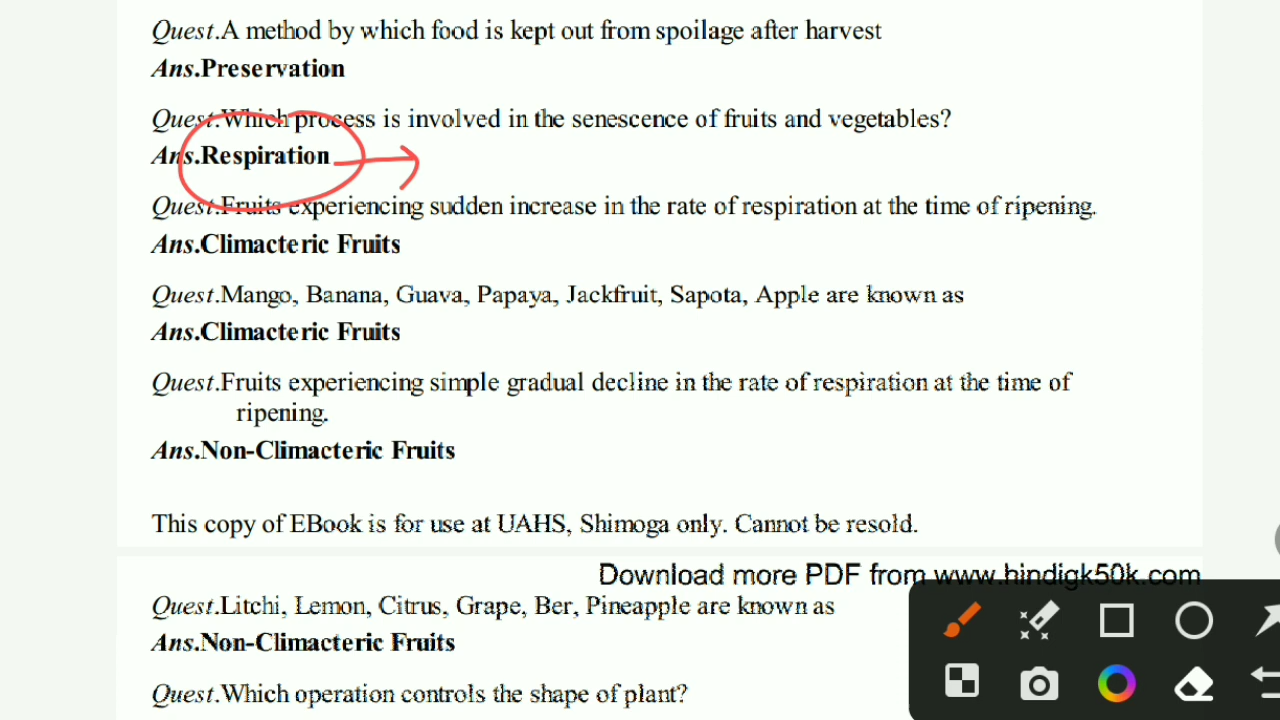 Quest.A method by which food is kept out from spoilage after harvest
Ans.Preservation
Quest.Which process is involved in the senescence of fruits and vegetables?
Ans.Respiration
Quest.Fruits experiencing sudden increase in the rate of respiration at the time of ripening.
Ans.Climacteric Fruits
Quest.Mango, Banana, Guava, Papaya, Jackfruit, Sapota, Apple are known as
Ans.Climacteric Fruits
Quest.Fruits experiencing simple gradual decline in the rate of respiration at the time of
ripening.
Ans.Non-Climacteric Fruits
This copy of EBook is for use at UAHS, Shimoga only. Cannot be resold.
Download more PDF from www.hindigk50k.com
Quest.Litchi, Lemon, Citrus, Grape, Ber, Pineapple are known as
Ans.Non-Climacteric Fruits
Quest.Which operation controls the shape of plant?